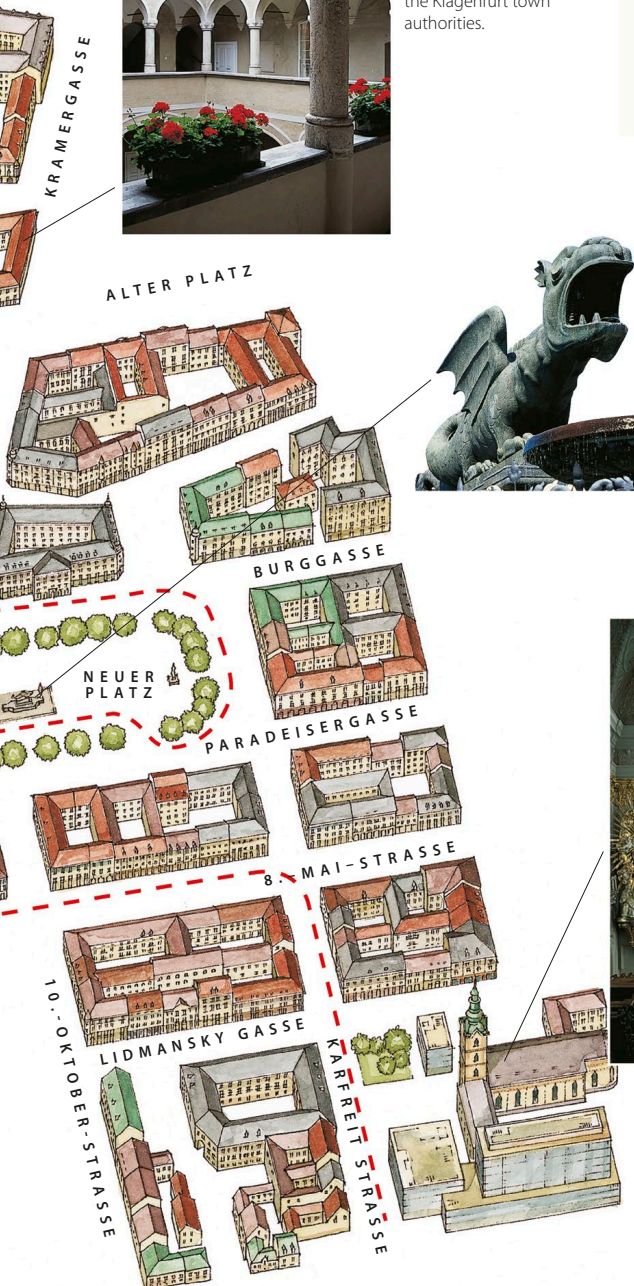 the Klagenfurt town
authorities.
KRAMERGASSE
ALTER PLATZ
BURGGASSE
NEUER
PLATZ
PARADEISERGASSE
8.-MAI-STRASSE
10.-OKTOBER-STRASSE
LIDMANSKY GASSE
KARFREIT STRASSE